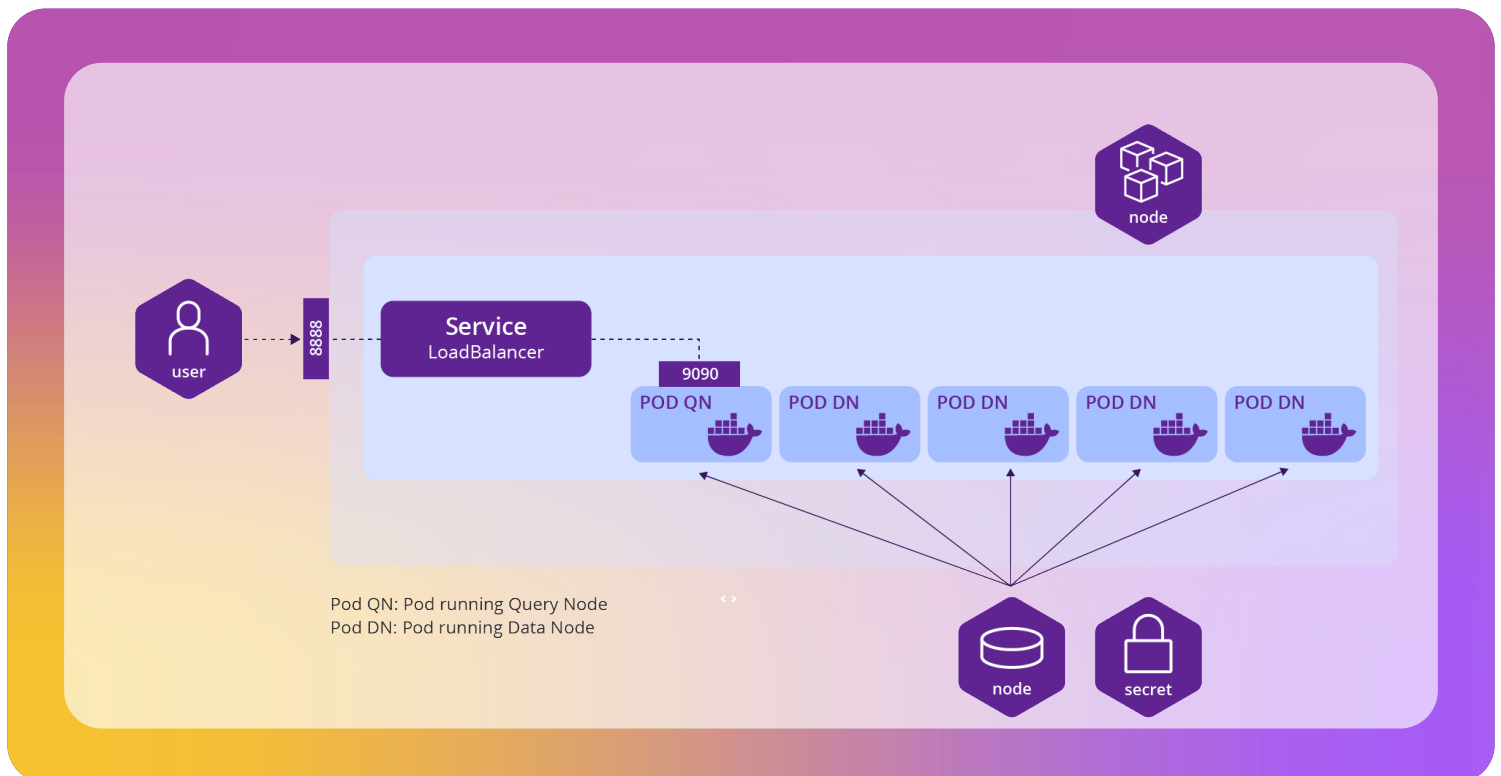 node
user
8888
Service
LoadBalancer
9090
POD QN
POD DN
POD DN
POD DN
POD DN
Pod QN: Pod running Query Node
Pod DN: Pod running Data Node
<>
node
secret